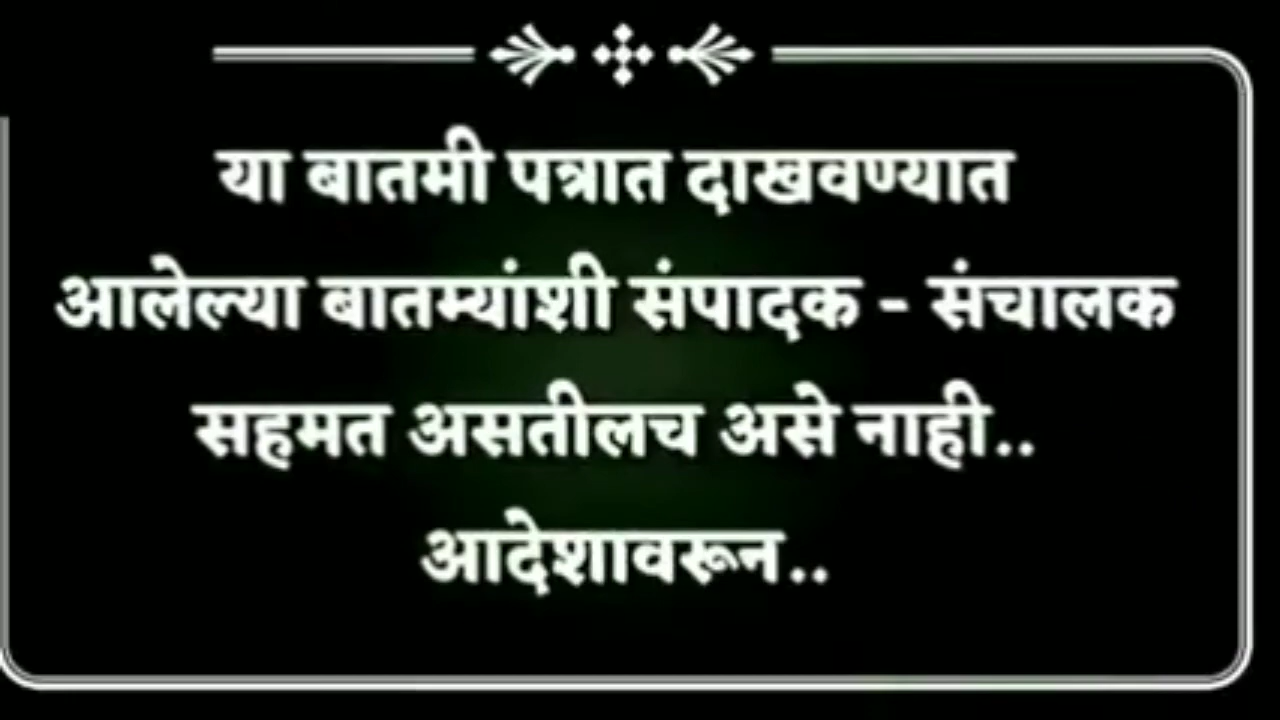 या बातमी पत्रात दाखवण्यात
आलेल्या बातम्यांशी संपादक - संचालक
सहमत असतीलच असे नाही..
आदेशावरून..